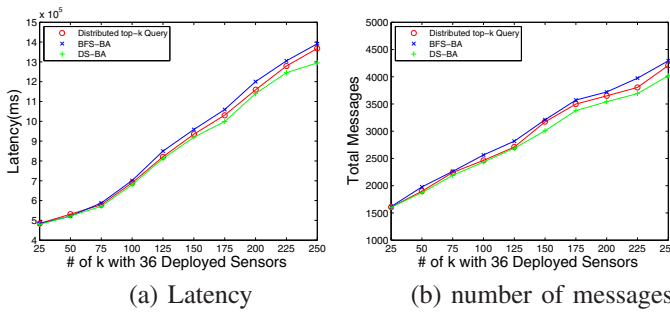 x 10^5
15
14
13
12
11
10
9
8
7
6
5
4
25 50 75 100 125 150 175 200 225 250
Latency(ms)
# of k with 36 Deployed Sensors
Distributed top-k Query
BFS-BA
DS-BA
(a) Latency
5000
4500
4000
3500
3000
2500
2000
1500
1000
25 50 75 100 125 150 175 200 225 250
Total Messages
# of k with 36 Deployed Sensors
Distributed top-k Query
BFS-BA
DS-BA
(b) number of messages